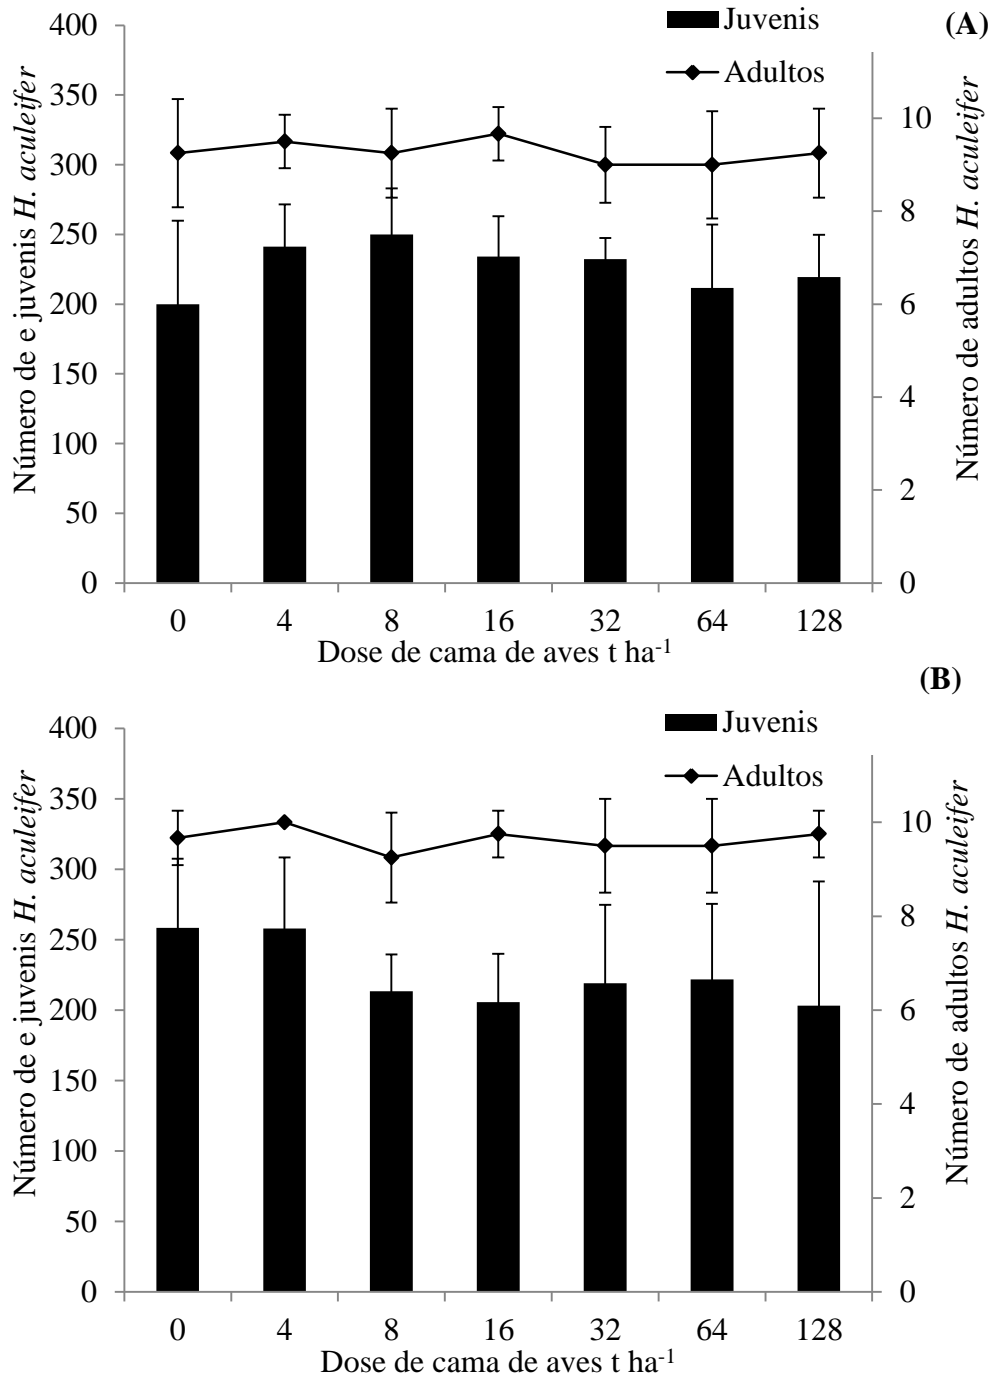 (A)
Juvenis
Adultos
Número de e juvenis H. aculeifer
400
350
300
250
200
150
100
50
0
Número de adultos H. aculeifer
10
8
6
4
2
0
0 4 8 16 32 64 128
Dose de cama de aves t ha-1
(B)
Juvenis
Adultos
Número de e juvenis H. aculeifer
400
350
300
250
200
150
100
50
0
Número de adultos H. aculeifer
10
8
6
4
2
0
0 4 8 16 32 64 128
Dose de cama de aves t ha-1